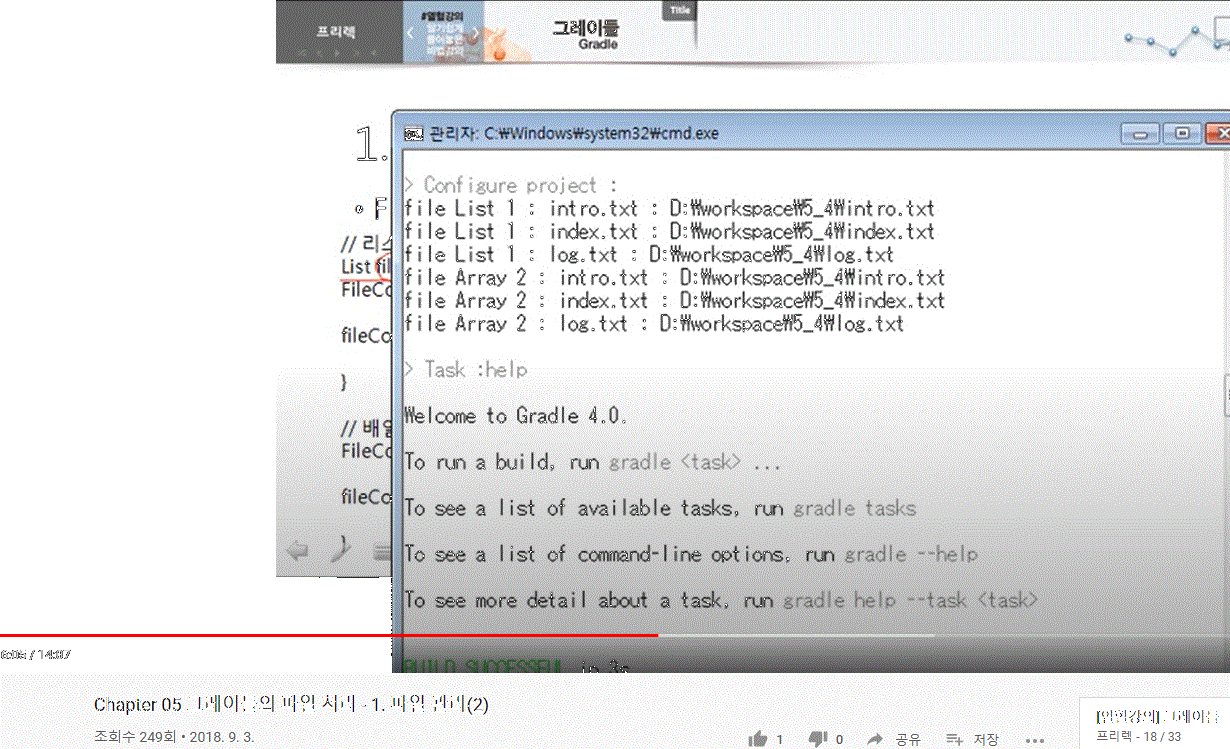 프리렉
#열혈강의
그레이들
Gradle
Title
1.
관리자: C:₩Windows₩system32₩cmd.exe
// 리스
List fil
FileCo
fileCo
}
// 배열
FileCo
fileCo
}
> Configure project :
file List 1 : intro.txt : D:₩workspace₩5_4₩intro.txt
file List 1 : index.txt : D:₩workspace₩5_4₩index.txt
file List 1 : log.txt : D:₩workspace₩5_4₩log.txt
file Array 2 : intro.txt : D:₩workspace₩5_4₩intro.txt
file Array 2 : index.txt : D:₩workspace₩5_4₩index.txt
file Array 2 : log.txt : D:₩workspace₩5_4₩log.txt
> Task :help
Welcome to Gradle 4.0.
To run a build, run gradle <task> ...
To see a list of available tasks, run gradle tasks
To see a list of command-line options, run gradle --help
To see more detail about a task, run gradle help --task <task>
BUILD SUCCESSFUL in 3s
6:05 / 14:07
Chapter 05. 그레이들의 파일 처리 - 1. 파일 관리(2)
조회수 249회 • 2018. 9. 3.
1
0
공유
저장
[열혈강의] 그레이들
프리렉 - 18 / 33